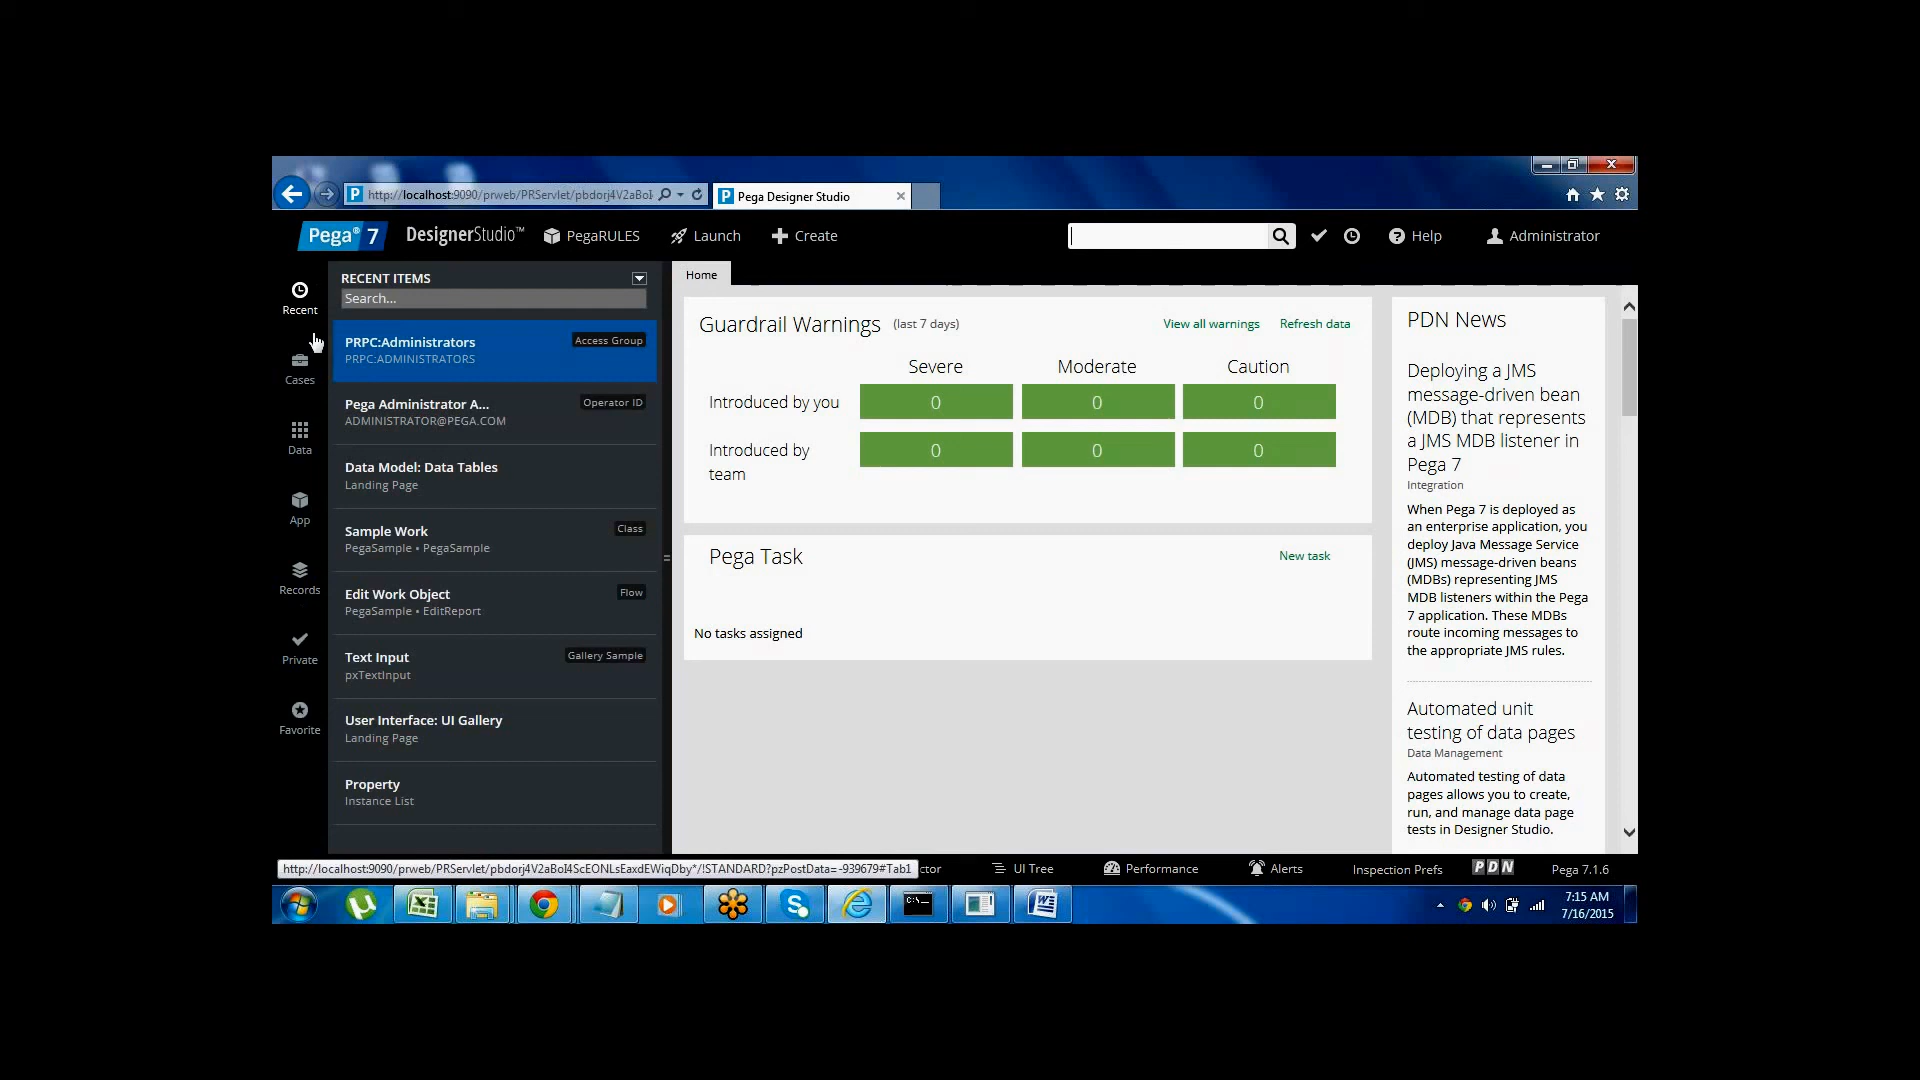 http://localhost:9090/prweb/PRServlet/pbdorj4V2aBoI
Pega Designer Studio
Pega® 7 DesignerStudio™ PegaRULES Launch Create Help Administrator
Recent
Cases
Data
App
Records
Private
Favorite
RECENT ITEMS
Search...
PRPC:Administrators Access Group
PRPC:ADMINISTRATORS
Pega Administrator A... Operator ID
ADMINISTRATOR@PEGA.COM
Data Model: Data Tables
Landing Page
Sample Work Class
PegaSample • PegaSample
Edit Work Object Flow
PegaSample • EditReport
Text Input Gallery Sample
pxTextInput
User Interface: UI Gallery
Landing Page
Property
Instance List
Home
Guardrail Warnings (last 7 days) View all warnings Refresh data
Severe Moderate Caution
Introduced by you 0 0 0
Introduced by team 0 0 0
Pega Task New task
No tasks assigned
PDN News
Deploying a JMS
message-driven bean
(MDB) that represents
a JMS MDB listener in
Pega 7
Integration
When Pega 7 is deployed as
an enterprise application, you
deploy Java Message Service
(JMS) message-driven beans
(MDBs) representing JMS
MDB listeners within the Pega
7 application. These MDBs
route incoming messages to
the appropriate JMS rules.
Automated unit
testing of data pages
Data Management
Automated testing of data
pages allows you to create,
run, and manage data page
tests in Designer Studio.
http://localhost:9090/prweb/PRServlet/pbdorj4V2aBoI4ScEONLsEaxdEWiqDby*/!STANDARD?pzPostData=-939679#Tab1
ctor UI Tree Performance Alerts Inspection Prefs PDN Pega 7.1.6
7:15 AM
7/16/2015